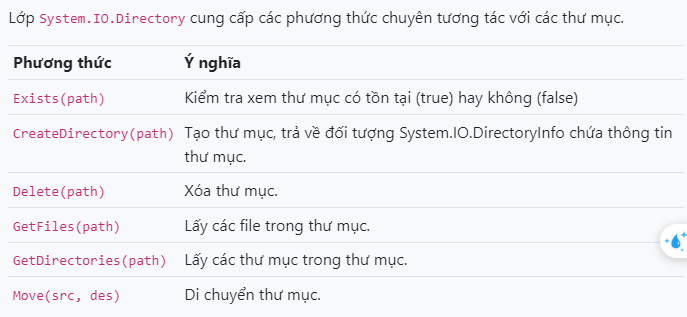 Lớp System.IO.Directory cung cấp các phương thức chuyên tương tác với các thư mục.
Phương thức Ý nghĩa
Exists(path) Kiểm tra xem thư mục có tồn tại (true) hay không (false)
CreateDirectory(path) Tạo thư mục, trả về đối tượng System.IO.DirectoryInfo chứa thông tin
thư mục.
Delete(path) Xóa thư mục.
GetFiles(path) Lấy các file trong thư mục.
GetDirectories(path) Lấy các thư mục trong thư mục.
Move(src, des) Di chuyển thư mục.